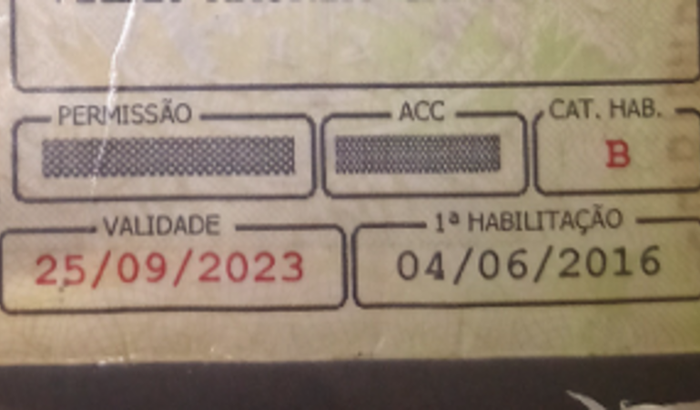 PERMISSÃO ACC CAT. HAB.
B
VALIDADE 1ª HABILITAÇÃO
25/09/2023 04/06/2016